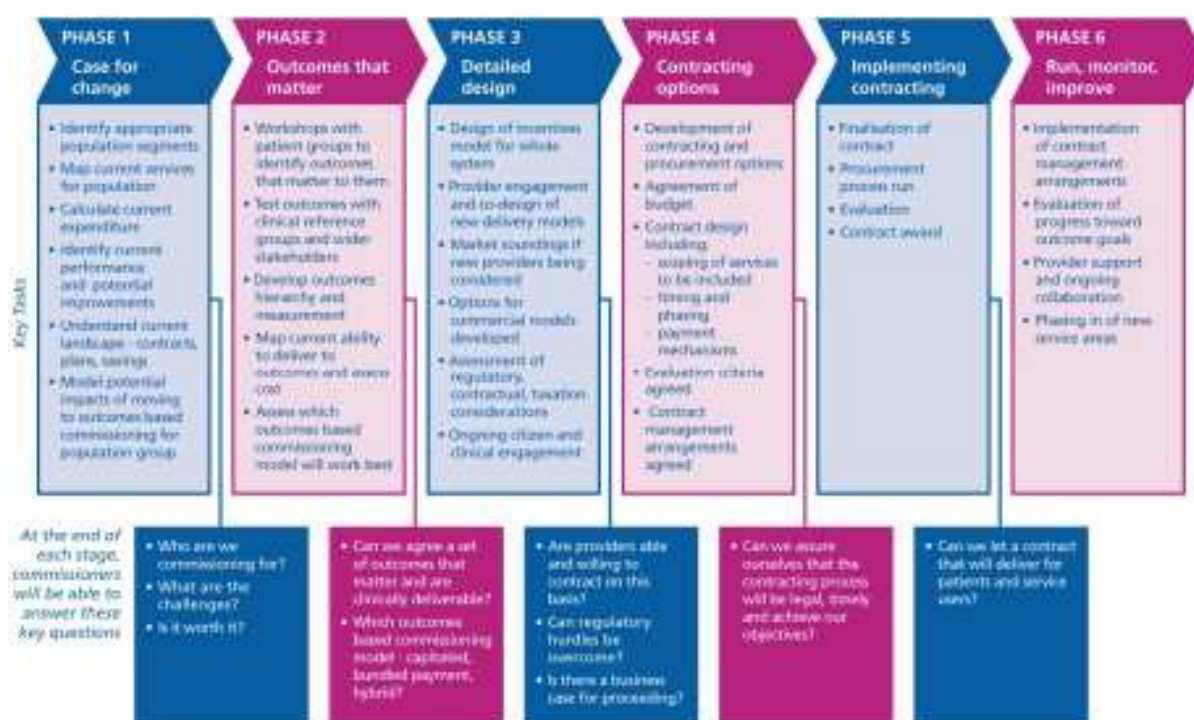 PHASE 1
Case for
change
PHASE 2
Outcomes that
matter
PHASE 3
Detailed
design
PHASE 4
Contracting
options
PHASE 5
Implementing
contracting
PHASE 6
Run, monitor,
improve
Key Tasks
• Identify appropriate
population segments
• Map current services
for population
• Calculate current
expenditure
• Identify current
performance
and potential
improvements
• Understand current
landscape - contracts,
plans, savings
• Model potential
impacts of moving
to outcomes based
commissioning for
population group
• Workshops with
patient groups to
identify outcomes
that matter to them
• Test outcomes with
clinical reference
groups and wider
stakeholders
• Develop outcomes
hierarchy and
measurement
• Map current ability
to deliver to
outcomes and assess
cost
• Assess which
outcomes based
commissioning
model will work best
• Design of incentives
model for whole
system
• Provider engagement
and co-design of
new delivery models
• Market soundings if
new providers being
considered
• Options for
commercial models
developed
• Assessment of
regulatory,
contractual, taxation
considerations
• Ongoing citizen and
clinical engagement
• Development of
contracting and
procurement options
• Agreement of
budget
• Contract design
including:
- scoping of services
to be included
- timing and
phasing
- payment
mechanisms
• Evaluation criteria
agreed
• Contract
management
arrangements
agreed
• Finalisation of
contract
• Procurement
process run
• Evaluation
• Contract award
• Implementation
of contract
management
arrangements
• Evaluation of
progress toward
outcome goals
• Provider support
and ongoing
collaboration
• Phasing in of new
service areas
At the end of
each stage,
commissioners
will be able to
answer these
key questions
• Who are we
commissioning for?
• What are the
challenges?
• Is it worth it?
• Can we agree a set
of outcomes that
matter and are
clinically deliverable?
• Which outcomes
based commissioning
model - capitated,
bundled payment,
hybrid?
• Are providers able
and willing to
contract on this
basis?
• Can regulatory
hurdles be
overcome?
• Is there a business
case for proceeding?
• Can we assure
ourselves that the
contracting process
will be legal, timely
and achieve our
objectives?
• Can we let a contract
that will deliver for
patients and service
users?